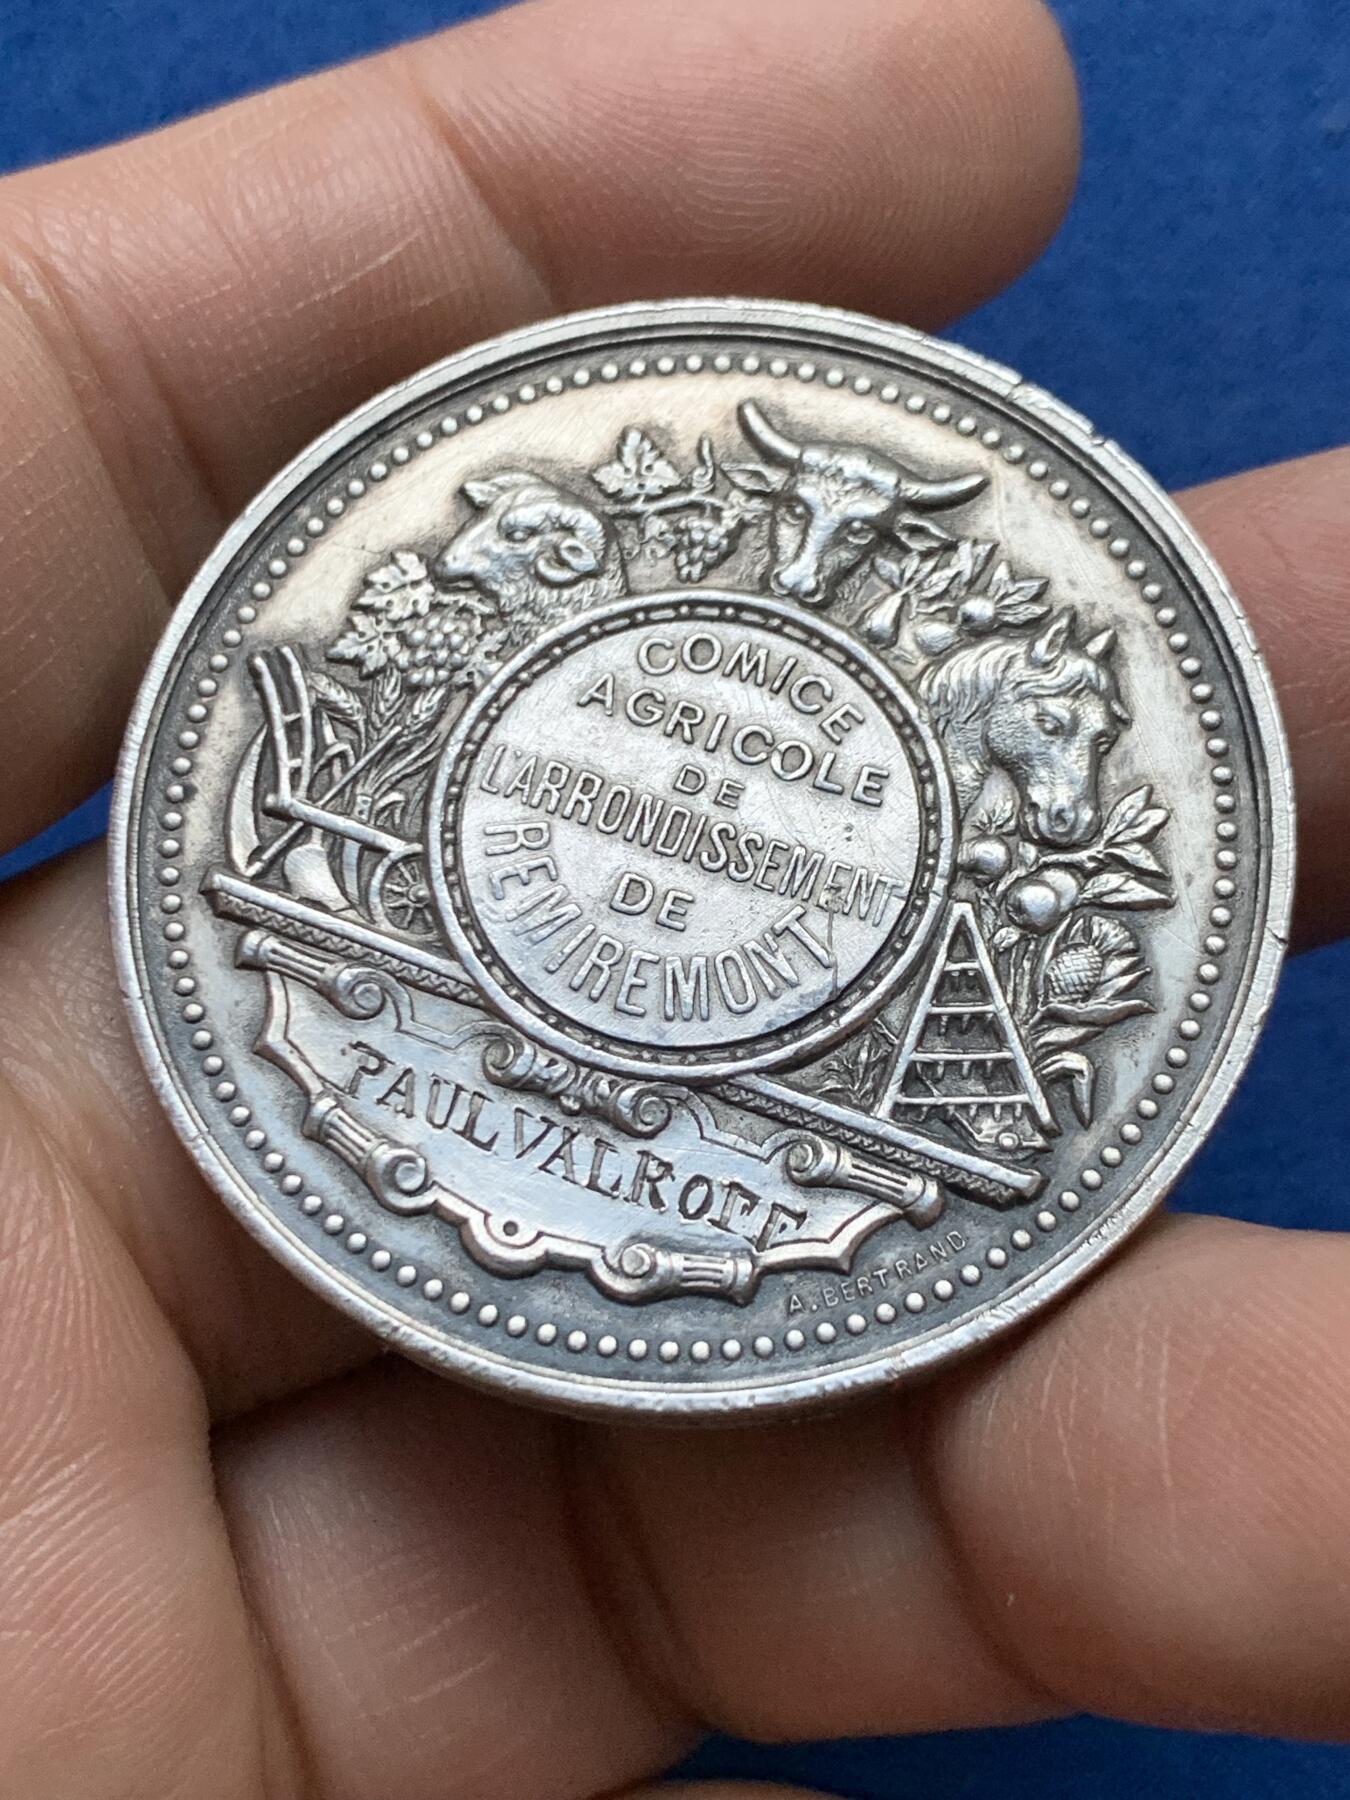 COMICE
AGRICOLE
DE
L'ARRONDISSEMENT
DE
REMIREMONT
PAUL VALROFF
A. BERTRAND